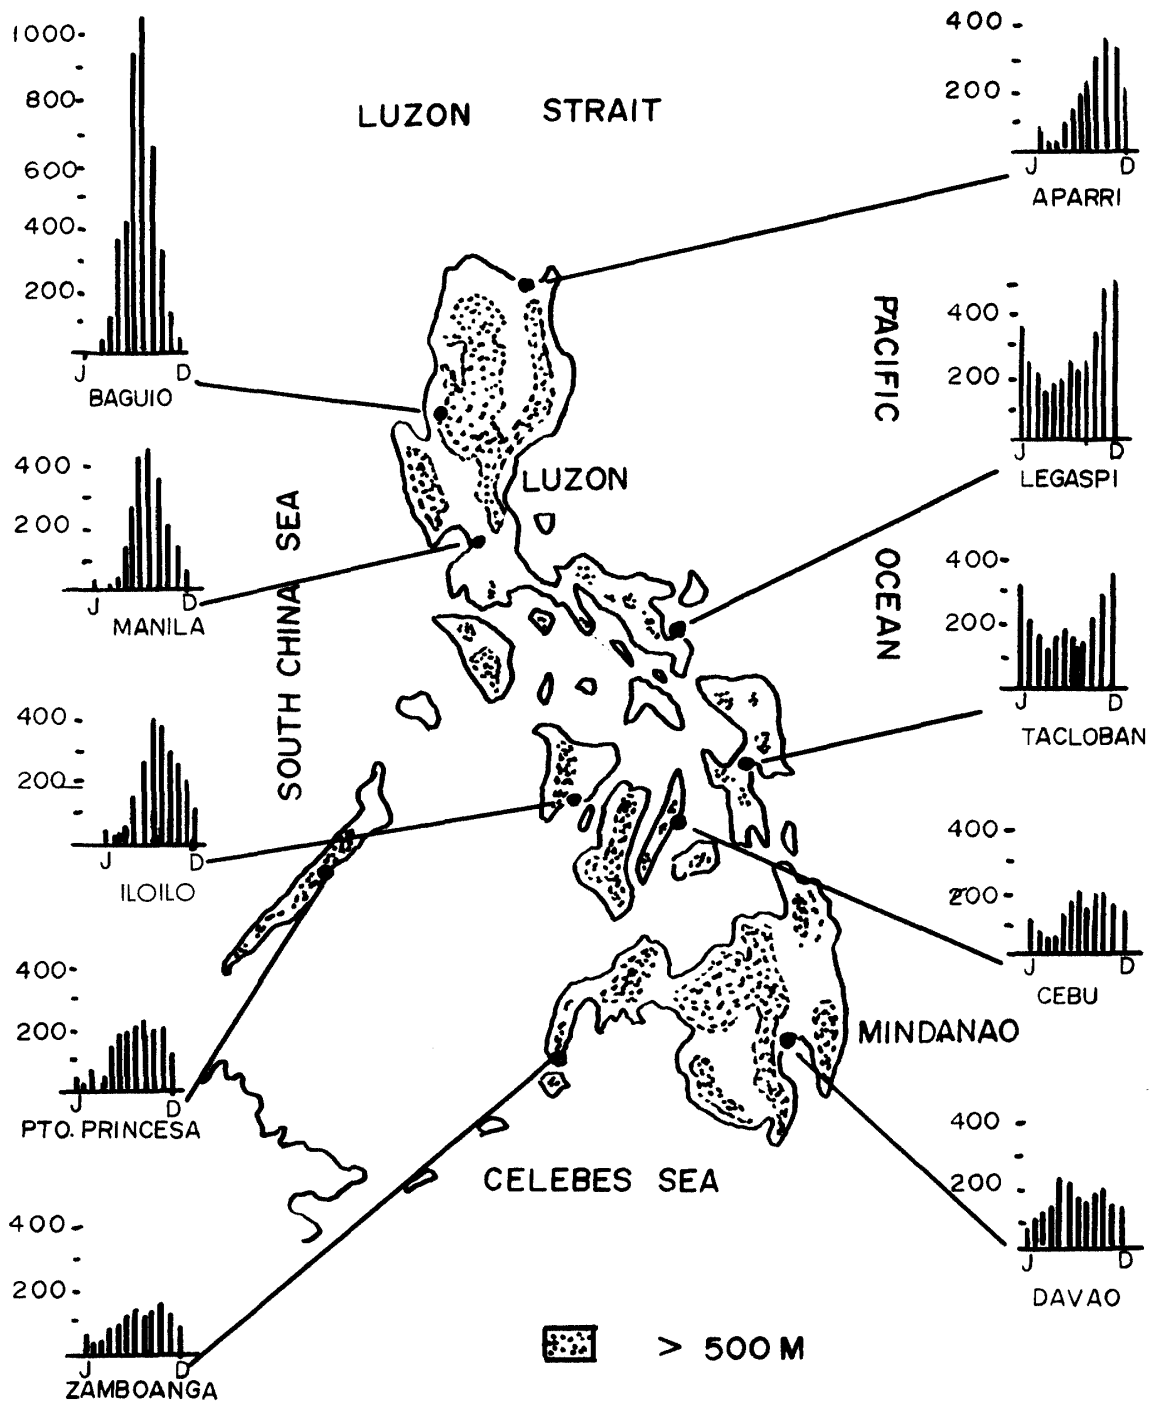 1000
800
600
400
200
J D
BAGUIO
400
200
J D
MANILA
400
200
J D
ILOILO
400
200
J D
PTO. PRINCESA
400
200
J D
ZAMBOANGA
LUZON STRAIT
LUZON
SOUTH CHINA SEA
PACIFIC
OCEAN
MINDANAO
CELEBES SEA
> 500 M
400
200
J D
APARRI
400
200
J D
LEGASPI
400
200
J D
TACLOBAN
400
200
J D
CEBU
400
200
J D
DAVAO